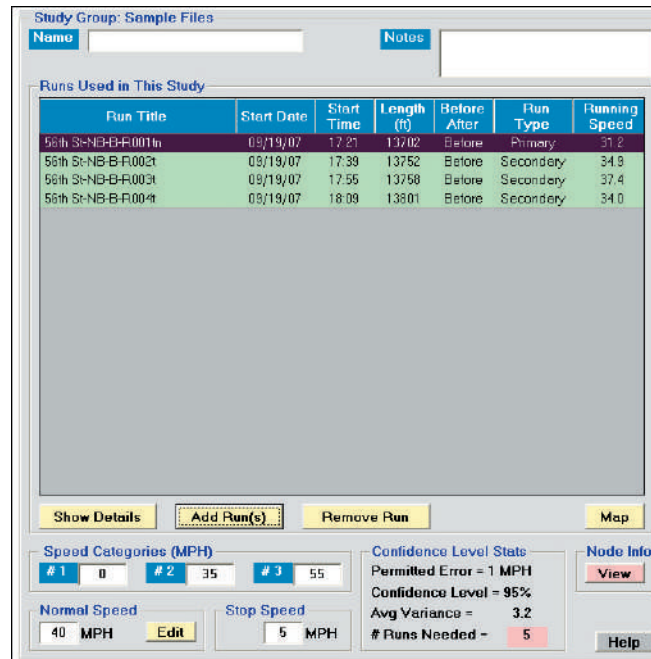 Study Group: Sample Files
Name
Notes
Runs Used in This Study
Run Title Start Date Start Time Length (ft) Before After Run Type Running Speed
56th St-NB-B-R001tn 09/19/07 17:21 13702 Before Primary 31.2
56th St-NB-B-R002t 09/19/07 17:39 13752 Before Secondary 34.9
56th St-NB-B-R003t 09/19/07 17:55 13758 Before Secondary 37.4
56th St-NB-B-R004t 09/19/07 18:09 13801 Before Secondary 34.0
Show Details Add Run(s) Remove Run Map
Speed Categories (MPH) Confidence Level Stats Node Info
# 1 0 # 2 35 # 3 55 Permitted Error = 1 MPH View
Confidence Level = 95%
Normal Speed Stop Speed Avg Variance = 3.2
40 MPH Edit 5 MPH # Runs Needed = 5 Help